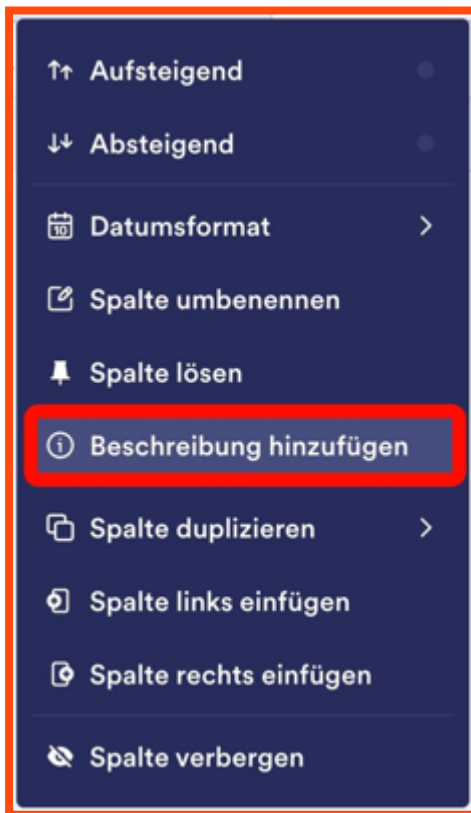 Aufsteigend
Absteigend
10 Datumsformat
Spalte umbenennen
Spalte lösen
Beschreibung hinzufügen
Spalte duplizieren
Spalte links einfügen
Spalte rechts einfügen
Spalte verbergen